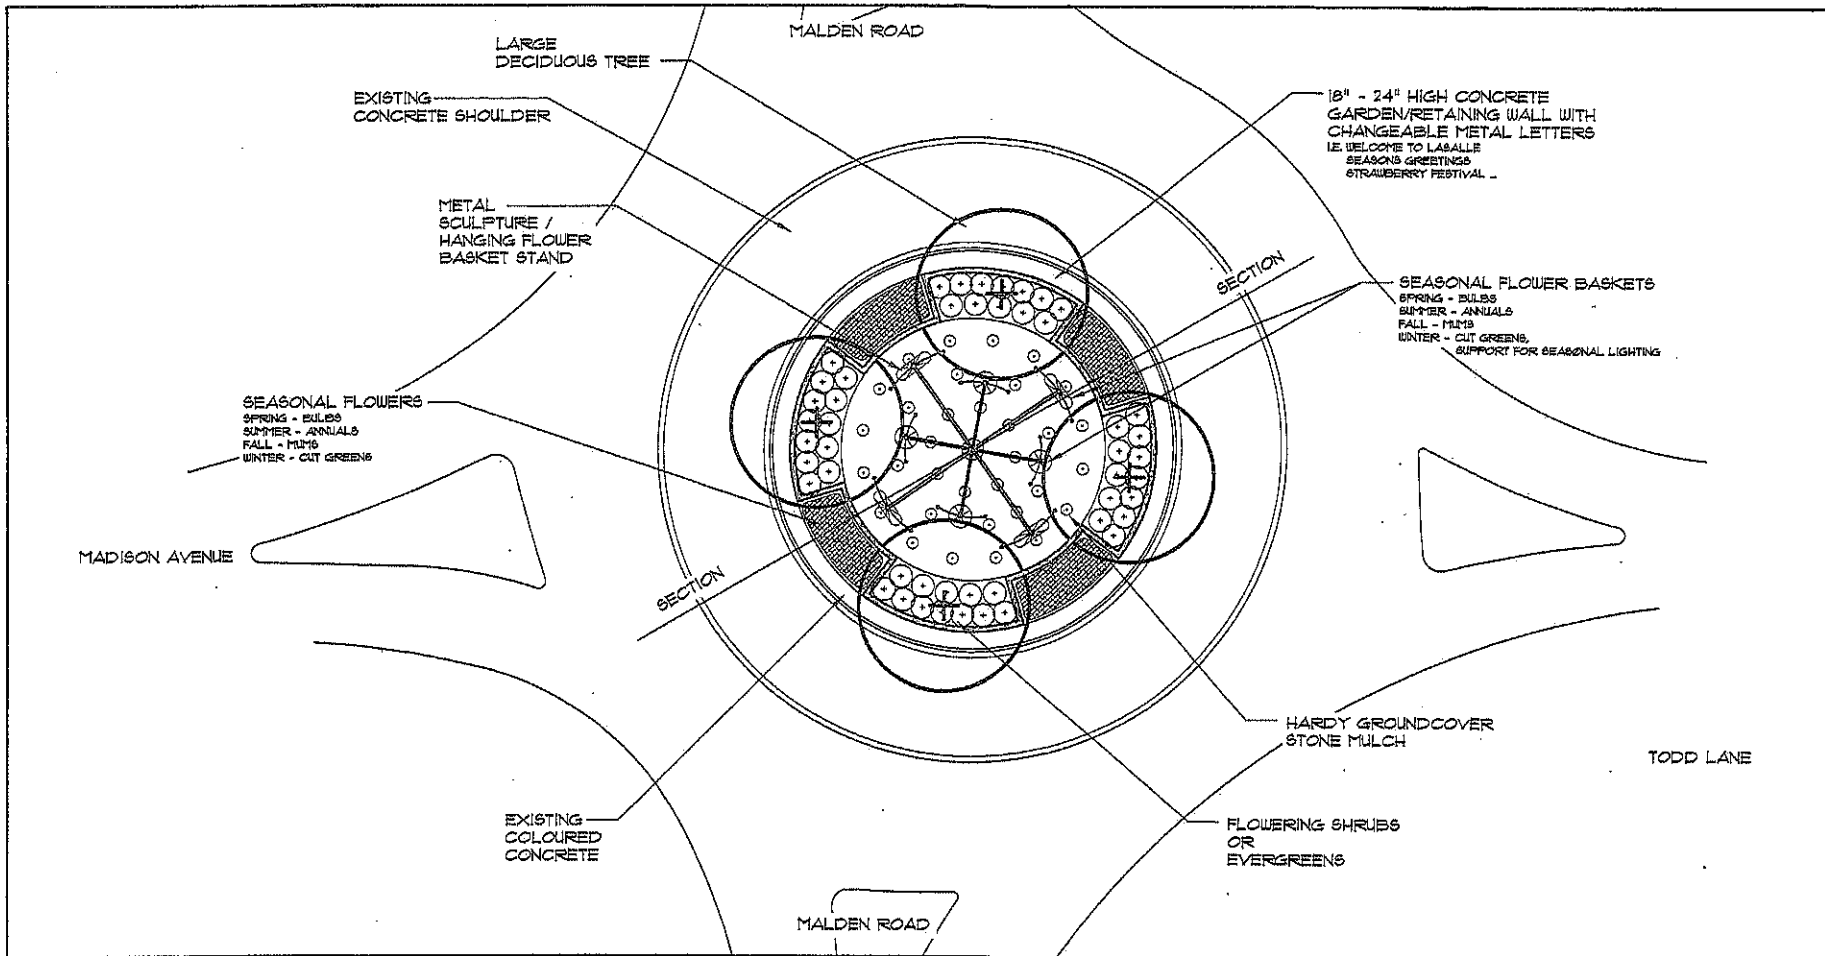 MALDEN ROAD
LARGE
DECIDUOUS TREE
EXISTING
CONCRETE SHOULDER
18" - 24" HIGH CONCRETE
GARDEN/RETAINING WALL WITH
CHANGEABLE METAL LETTERS
I.E. WELCOME TO LASALLE
SEASONS GREETINGS
STRAWBERRY FESTIVAL ...
METAL
SCULPTURE /
HANGING FLOWER
BASKET STAND
SECTION
SEASONAL FLOWER BASKETS
SPRING - BULBS
SUMMER - ANNUALS
FALL - MUMS
WINTER - CUT GREENS,
SUPPORT FOR SEASONAL LIGHTING
SEASONAL FLOWERS
SPRING - BULBS
SUMMER - ANNUALS
FALL - MUMS
WINTER - CUT GREENS
MADISON AVENUE
SECTION
HARDY GROUNDCOVER
STONE MULCH
TODD LANE
EXISTING
COLOURED
CONCRETE
FLOWERING SHRUBS
OR
EVERGREENS
MALDEN ROAD